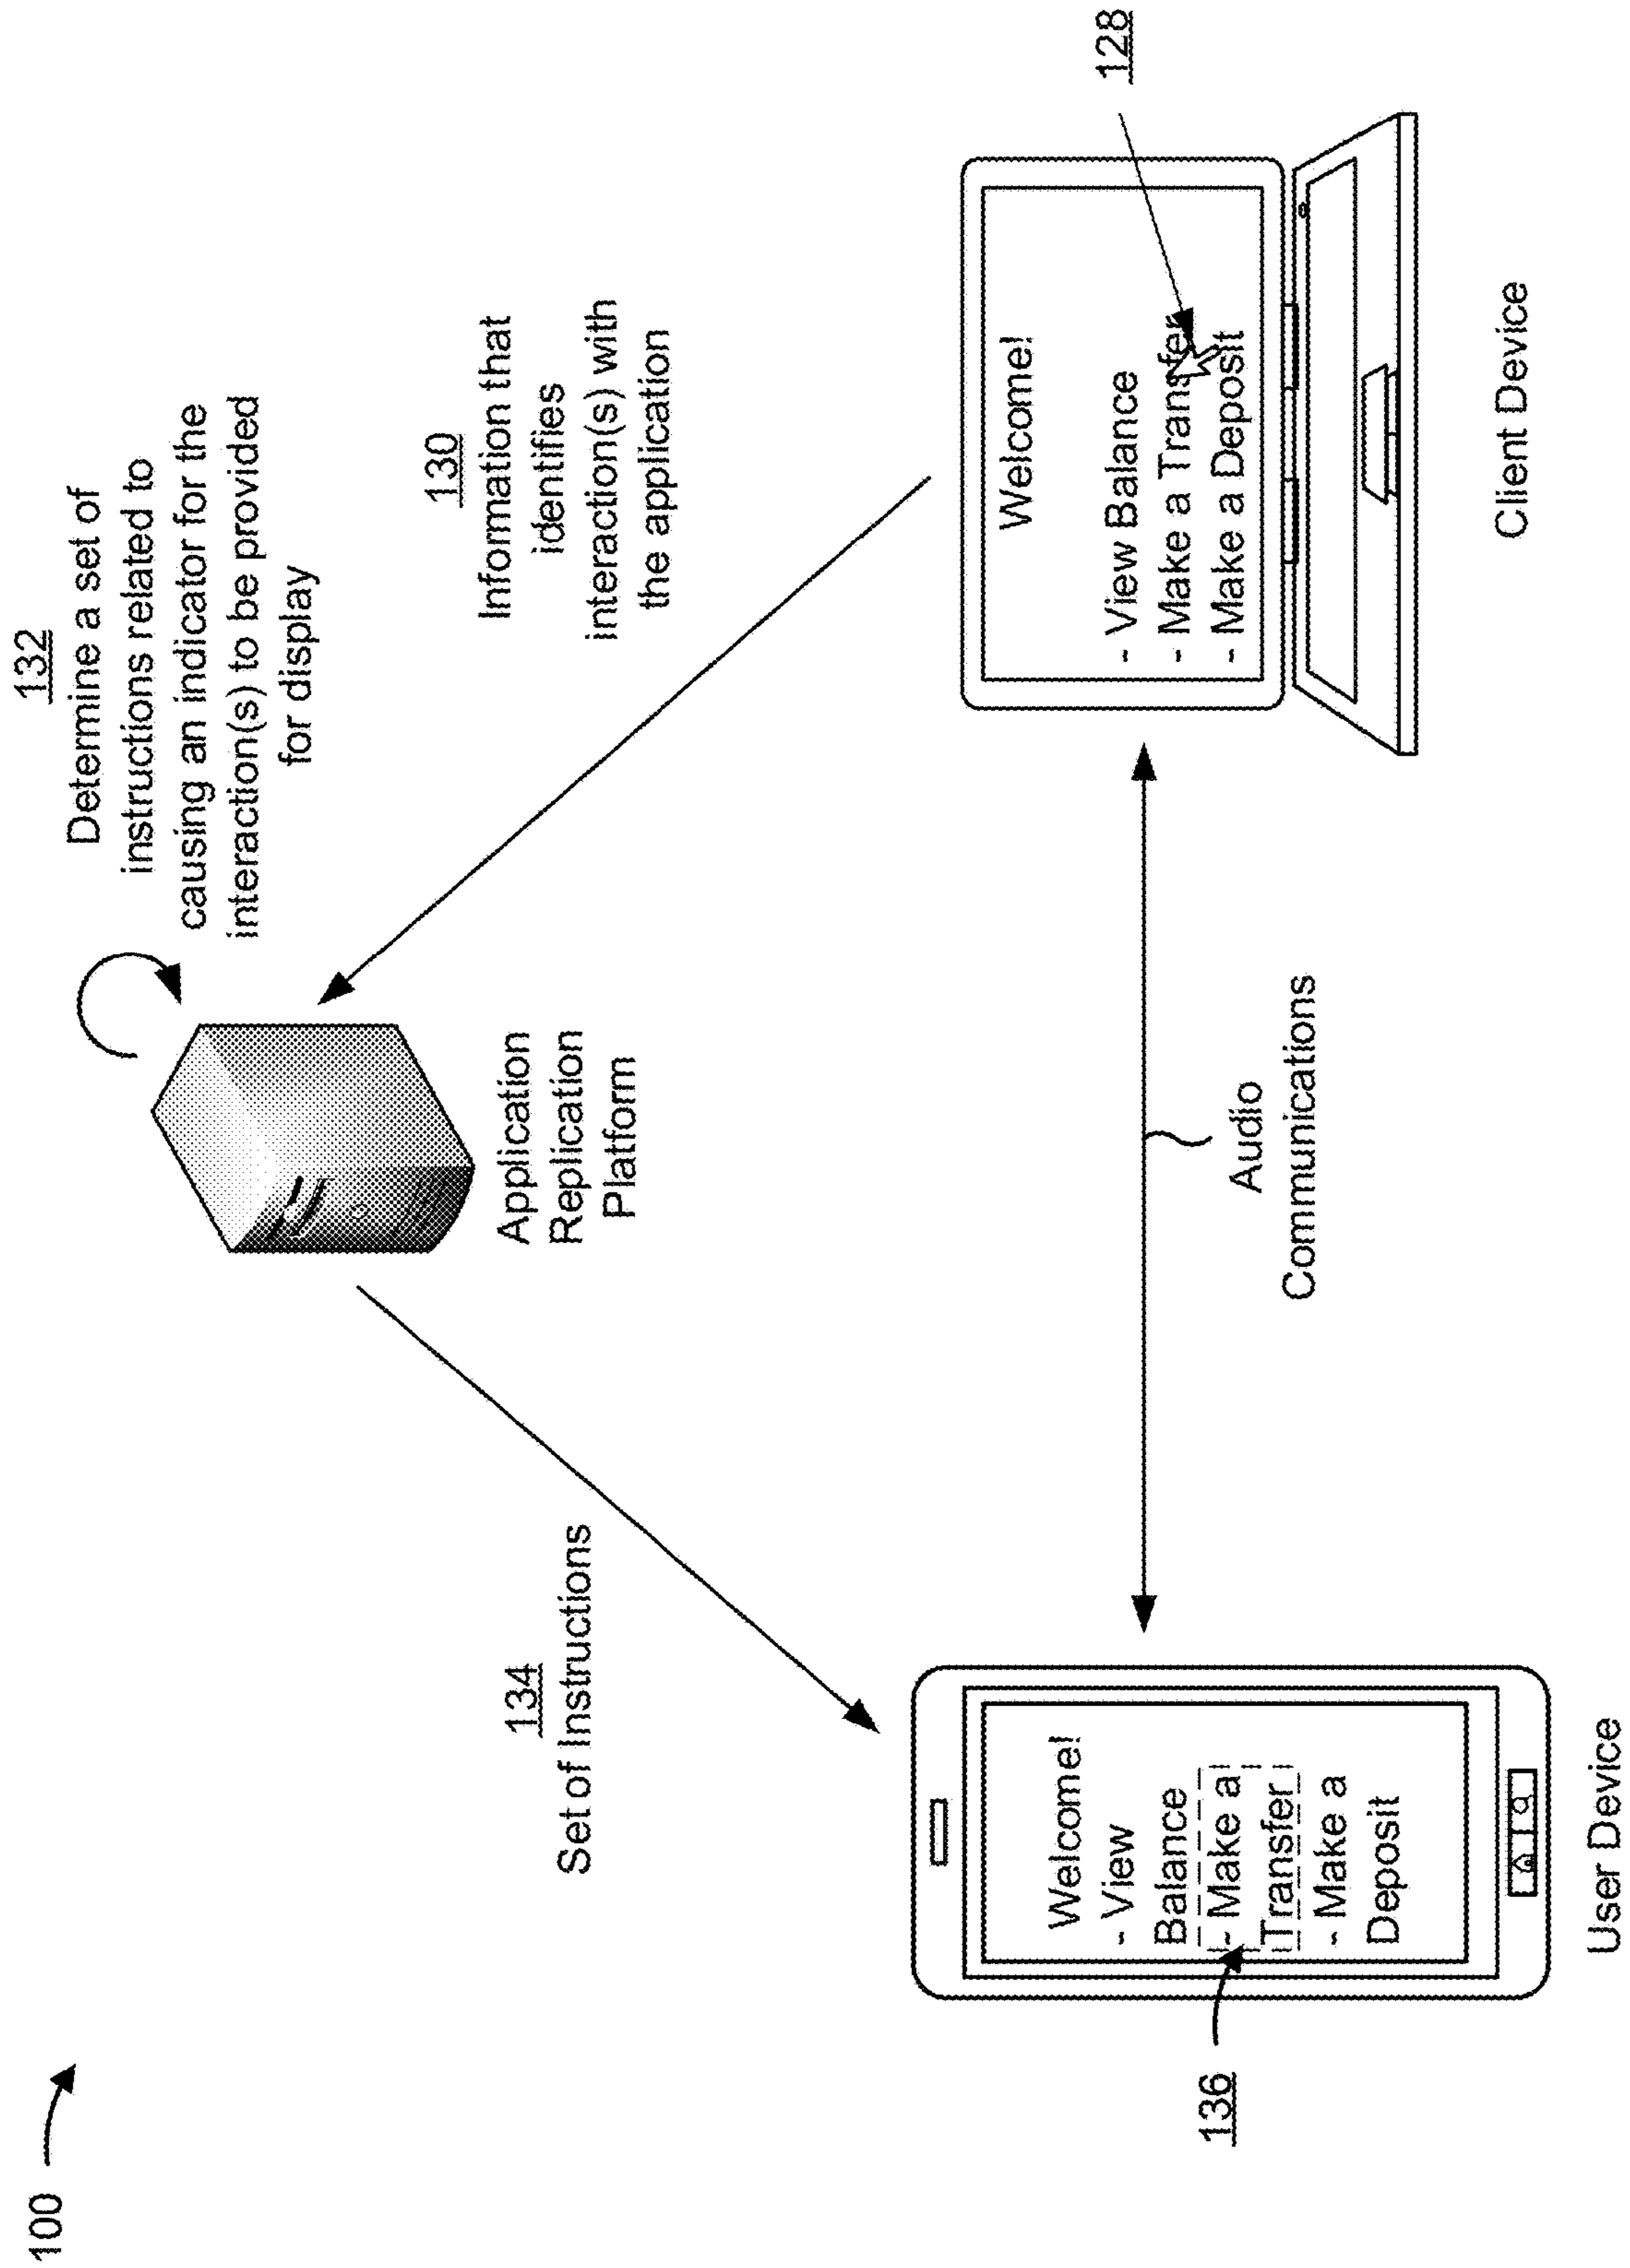 100
132
Determine a set of
instructions related to
causing an indicator for the
interaction(s) to be provided
for display
130
Information that
identifies
interaction(s) with
the application
134
Set of Instructions
Application
Replication
Platform
136
Welcome!
- View
Balance
- Make a
Transfer
- Make a
Deposit
User Device
Audio
Communications
128
Welcome!
- View Balance
- Make a Transfer
- Make a Deposit
Client Device